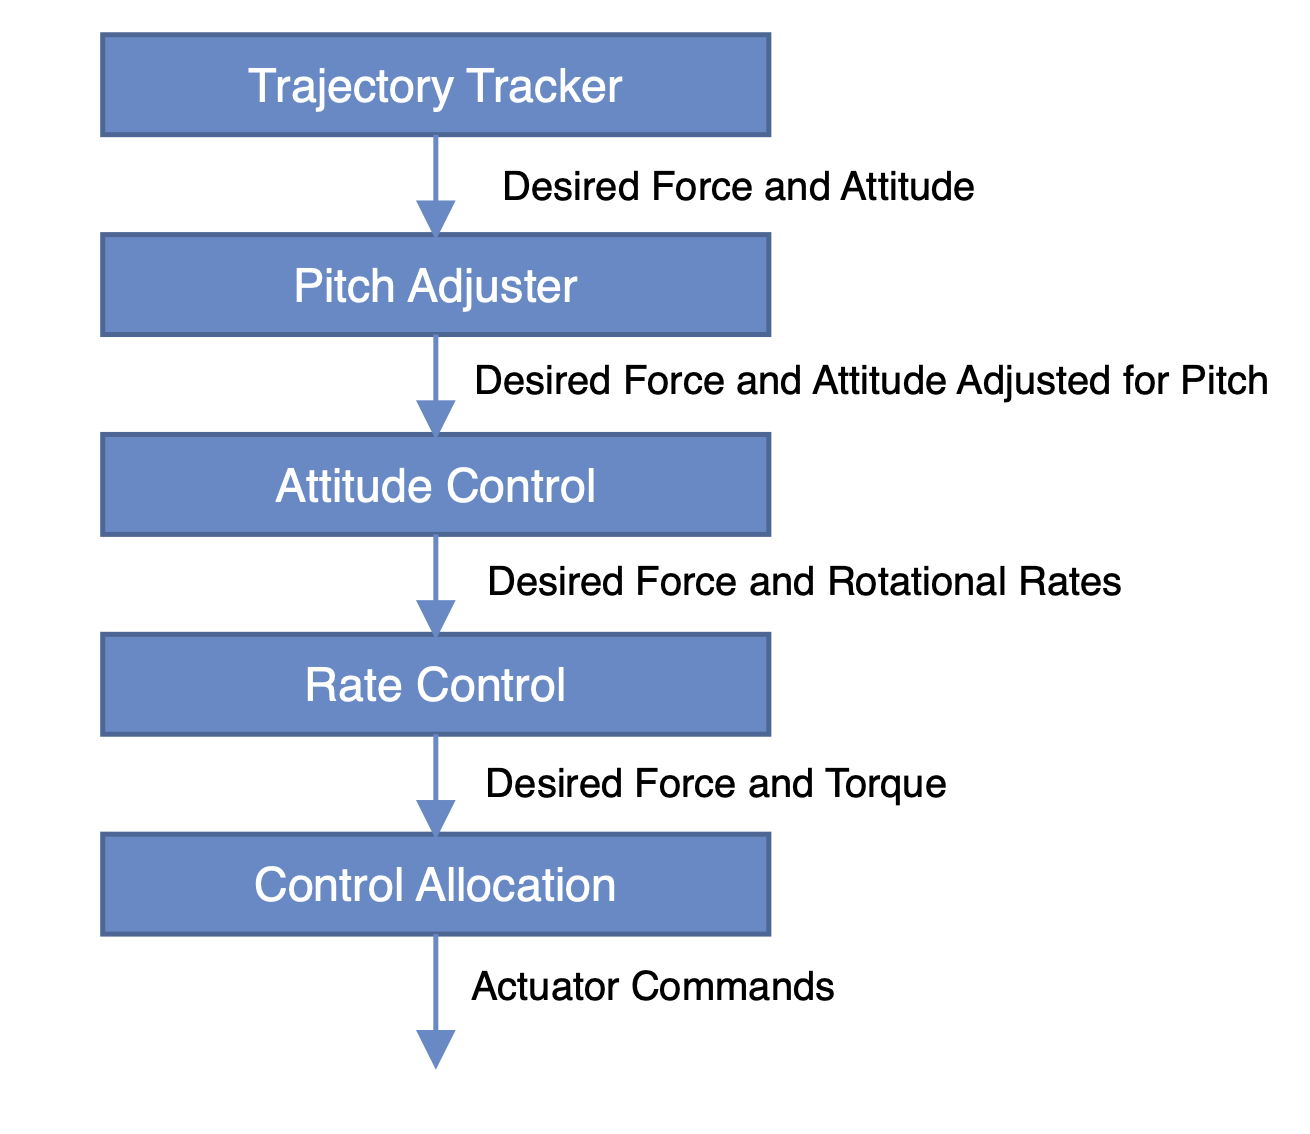 Trajectory Tracker
Desired Force and Attitude
Pitch Adjuster
Desired Force and Attitude Adjusted for Pitch
Attitude Control
Desired Force and Rotational Rates
Rate Control
Desired Force and Torque
Control Allocation
Actuator Commands